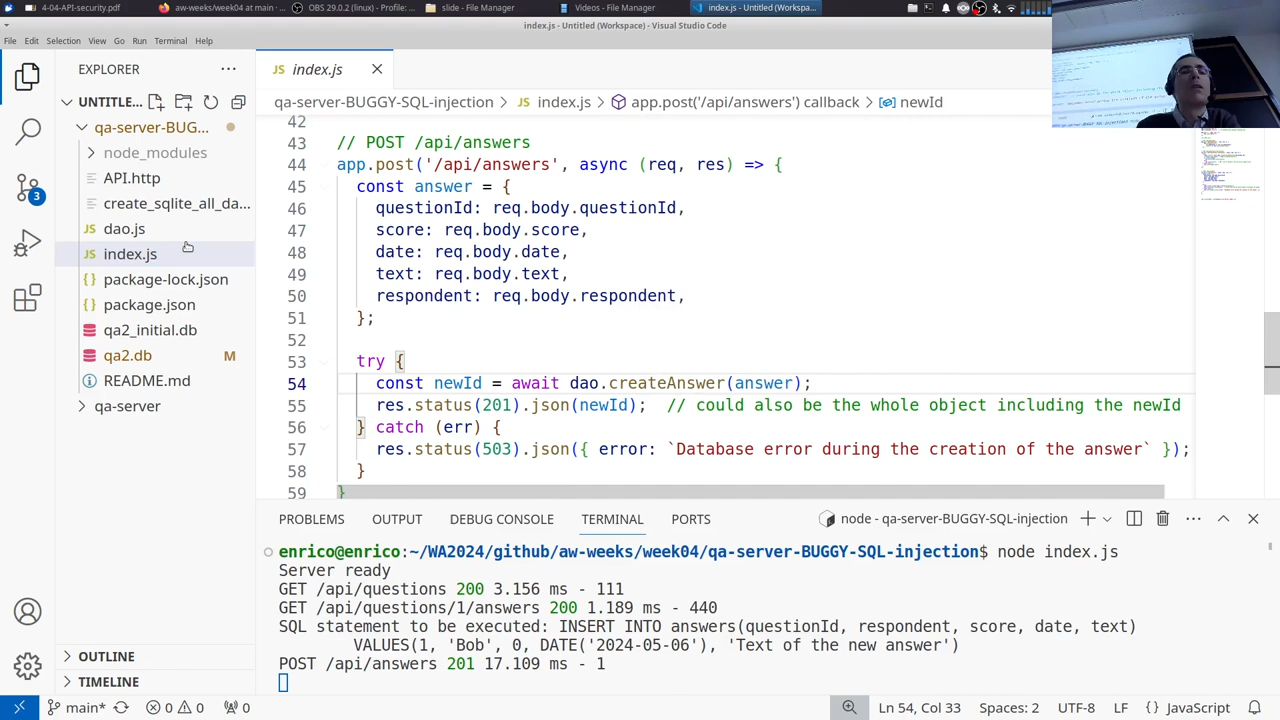 4-04-API-security.pdf
aw-weeks/week04 at main ·
OBS 29.0.2 (linux) - Profile: ...
slide - File Manager
Videos - File Manager
index.js - Untitled (Workspac...
index.js - Untitled (Workspace) - Visual Studio Code
File Edit Selection View Go Run Terminal Help
EXPLORER
UNTITLE...
qa-server-BUG...
node_modules
API.http
create_sqlite_all_da...
dao.js
index.js
package-lock.json
package.json
qa2_initial.db
qa2.db M
README.md
qa-server
OUTLINE
TIMELINE
3
JS index.js
qa-server-BUGGY-SQL-injection > JS index.js > app.post('/api/answers') callback > newId
42
43 // POST /api/answers
44 app.post('/api/answers', async (req, res) => {
45 const answer = {
46 questionId: req.body.questionId,
47 score: req.body.score,
48 date: req.body.date,
49 text: req.body.text,
50 respondent: req.body.respondent,
51 };
52
53 try {
54 const newId = await dao.createAnswer(answer);
55 res.status(201).json(newId); // could also be the whole object including the newId
56 } catch (err) {
57 res.status(503).json({ error: `Database error during the creation of the answer` });
58 }
59 }
PROBLEMS OUTPUT DEBUG CONSOLE TERMINAL PORTS node - qa-server-BUGGY-SQL-injection
enrico@enrico:~/WA2024/github/aw-weeks/week04/qa-server-BUGGY-SQL-injection$ node index.js
Server ready
GET /api/questions 200 3.156 ms - 111
GET /api/questions/1/answers 200 1.189 ms - 440
SQL statement to be executed: INSERT INTO answers(questionId, respondent, score, date, text)
VALUES(1, 'Bob', 0, DATE('2024-05-06'), 'Text of the new answer')
POST /api/answers 201 17.109 ms - 1
main* 0 0 0 Ln 54, Col 33 Spaces: 2 UTF-8 LF {} JavaScript